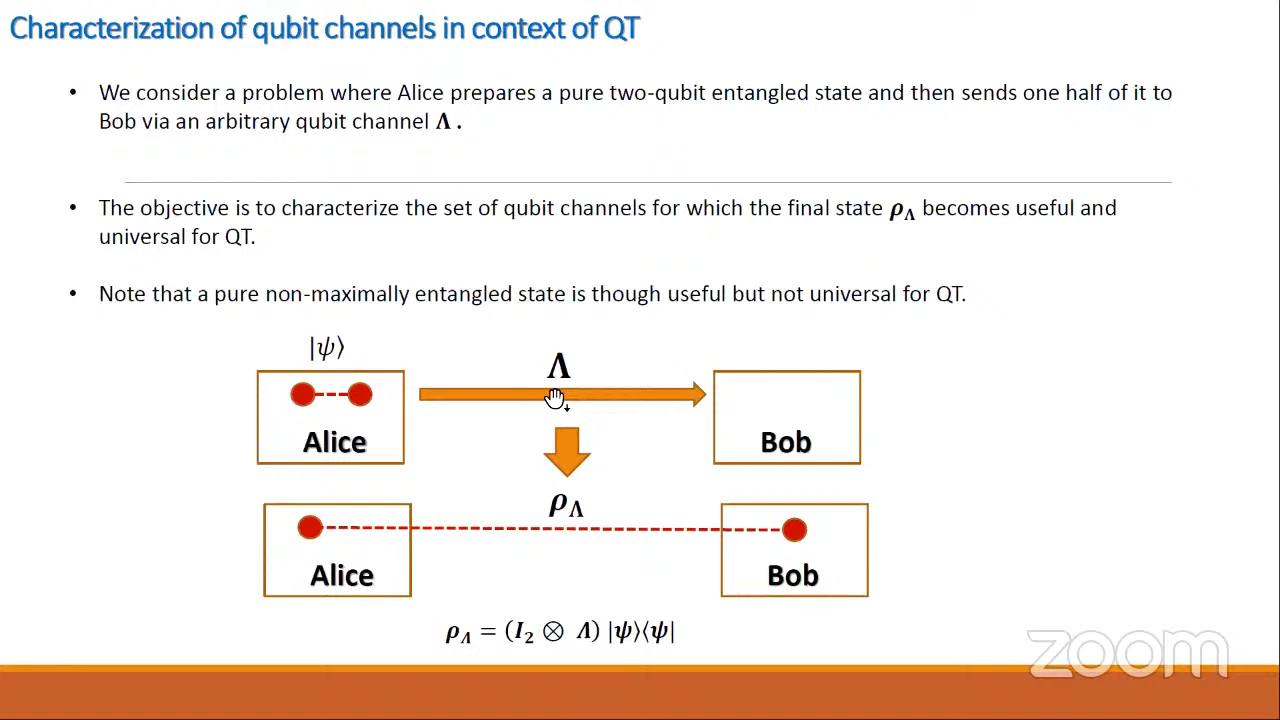 Characterization of qubit channels in context of QT
• We consider a problem where Alice prepares a pure two-qubit entangled state and then sends one half of it to
Bob via an arbitrary qubit channel Λ .
• The objective is to characterize the set of qubit channels for which the final state ρ_Λ becomes useful and
universal for QT.
• Note that a pure non-maximally entangled state is though useful but not universal for QT.
|ψ⟩
Λ
Alice
Bob
ρ_Λ
Alice
Bob
ρ_Λ = (I₂ ⊗ Λ) |ψ⟩⟨ψ|
zoom